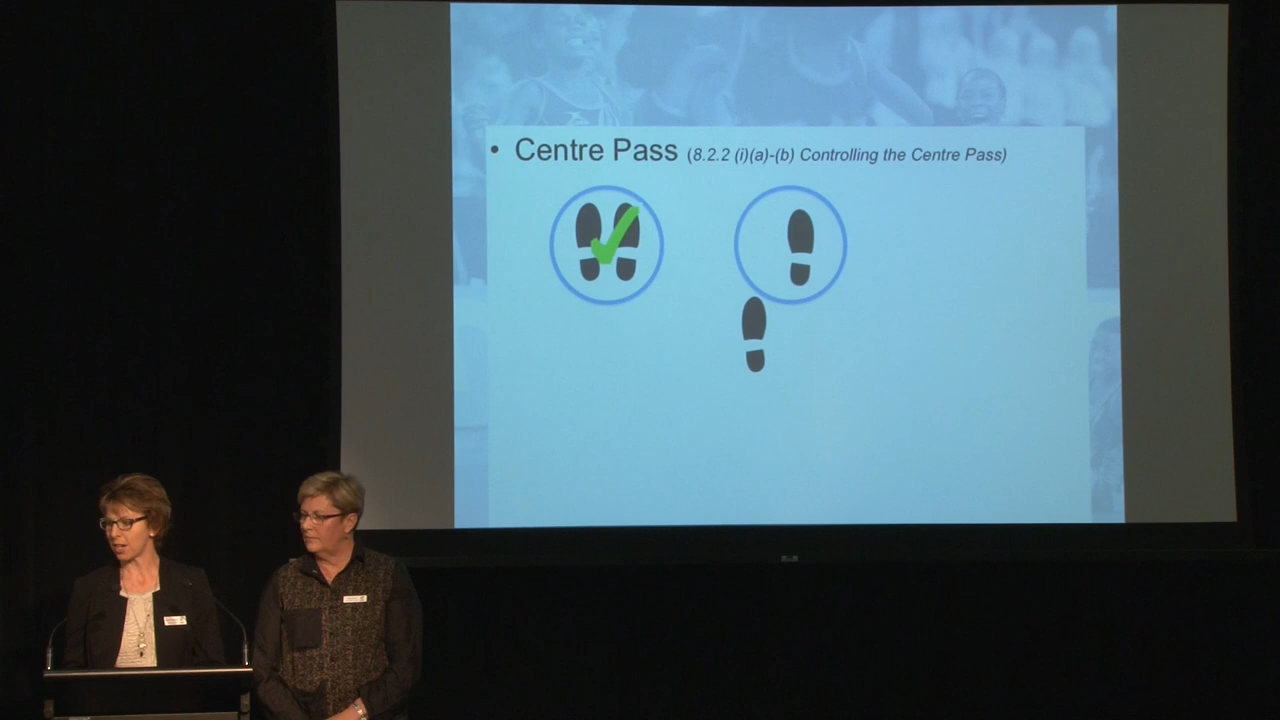 • Centre Pass (8.2.2 (i)(a)-(b) Controlling the Centre Pass)